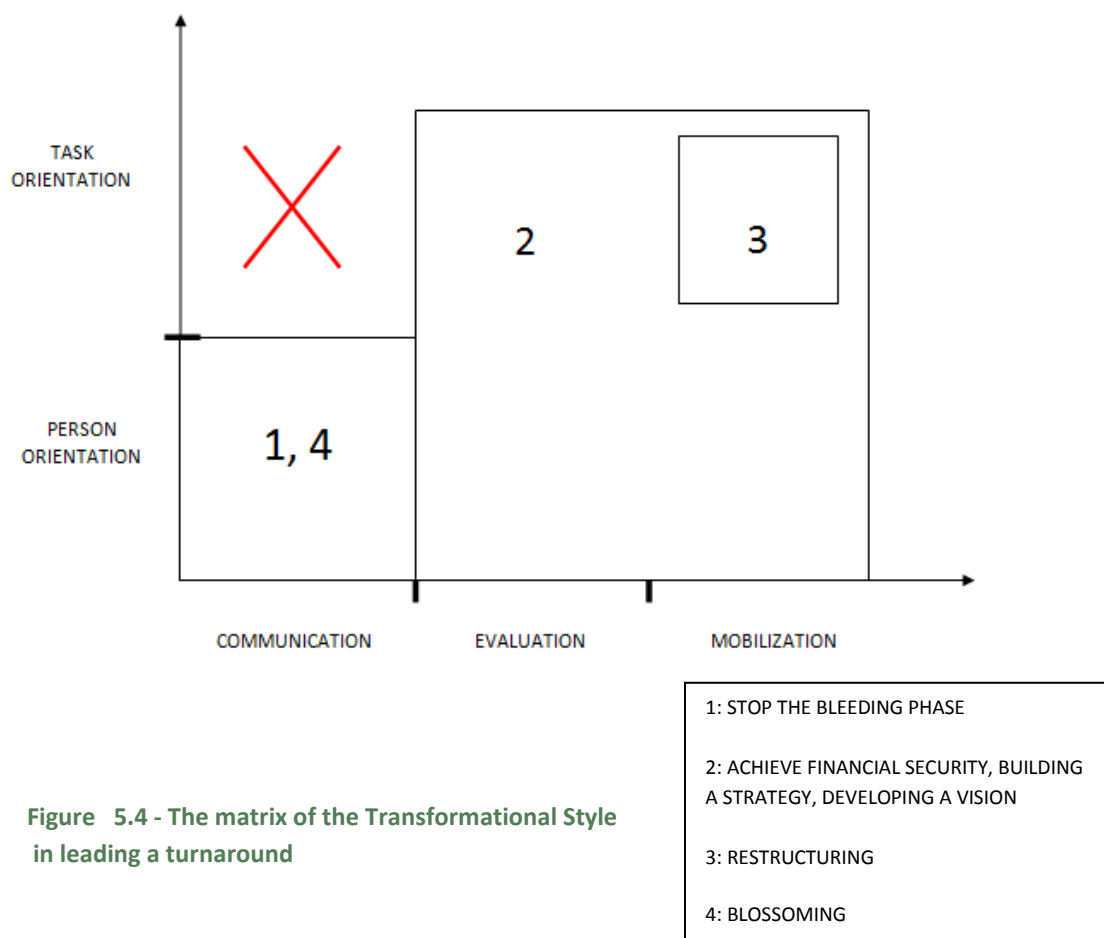 TASK
ORIENTATION
2
3
PERSON
ORIENTATION
1, 4
COMMUNICATION
EVALUATION
MOBILIZATION
1: STOP THE BLEEDING PHASE
2: ACHIEVE FINANCIAL SECURITY, BUILDING
A STRATEGY, DEVELOPING A VISION
3: RESTRUCTURING
4: BLOSSOMING
Figure 5.4 - The matrix of the Transformational Style
in leading a turnaround